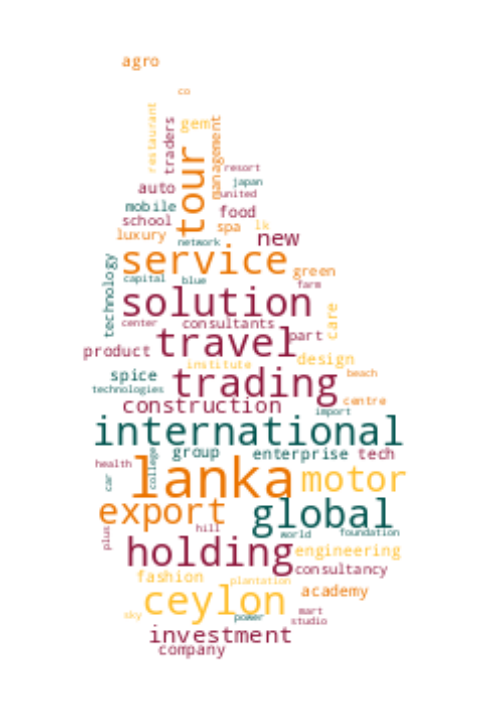 agro
co
restaurant
traders
gem
tour
management
resort
japan
auto
united
mobile
food
school
spa
lk
luxury
network
new
service
technology
green
capital
blue
farm
solution
center
consultants
care
travel
part
product
design
institute
spice
trading
beach
technologies
construction
centre
import
international
college
group
enterprise
tech
health
lanka
car
motor
export
global
plus
hill
world
foundation
holding
engineering
consultancy
fashion
plantation
academy
ceylon
sky
power
mart
studio
investment
company